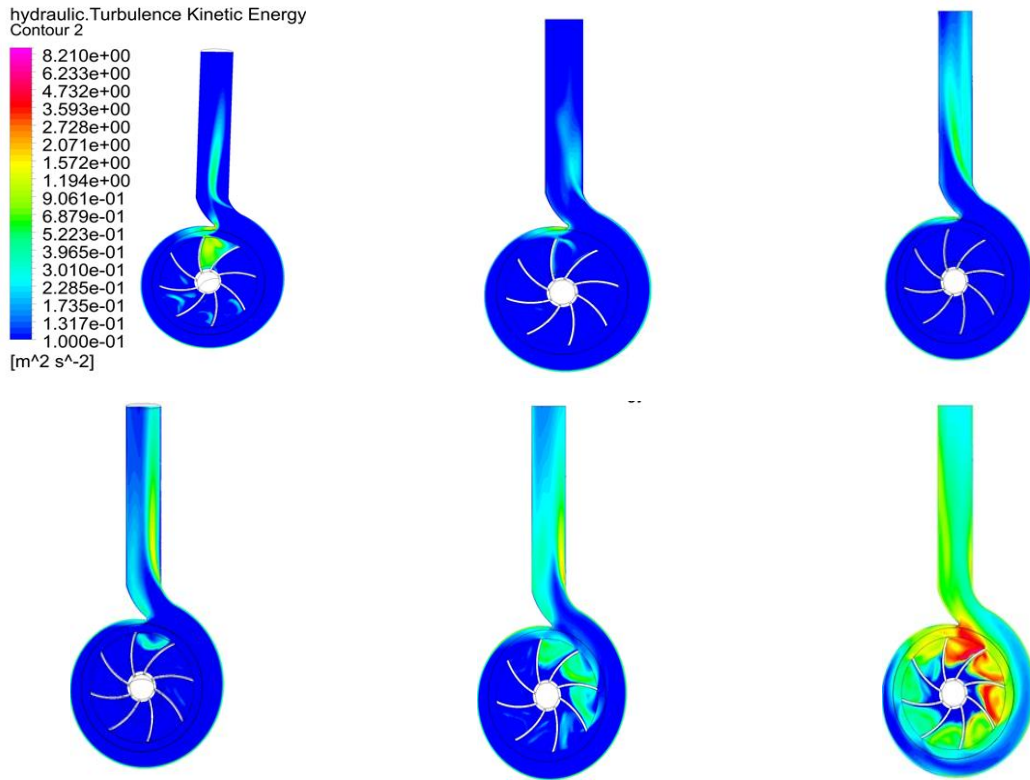 hydraulic.Turbulence Kinetic Energy
Contour 2
8.210e+00
6.233e+00
4.732e+00
3.593e+00
2.728e+00
2.071e+00
1.572e+00
1.194e+00
9.061e-01
6.879e-01
5.223e-01
3.965e-01
3.010e-01
2.285e-01
1.735e-01
1.317e-01
1.000e-01
[m^2 s^-2]